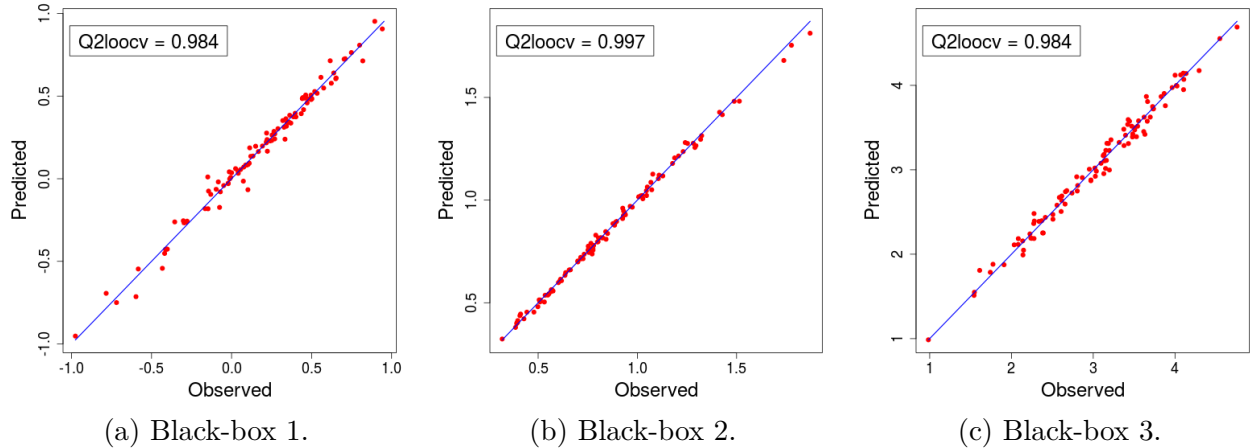 Q2loocv = 0.984
Predicted
1.0
0.5
0.0
-0.5
-1.0
-1.0 -0.5 0.0 0.5 1.0
Observed
(a) Black-box 1.
Q2loocv = 0.997
Predicted
1.5
1.0
0.5
0.5 1.0 1.5
Observed
(b) Black-box 2.
Q2loocv = 0.984
Predicted
4
3
2
1
1 2 3 4
Observed
(c) Black-box 3.